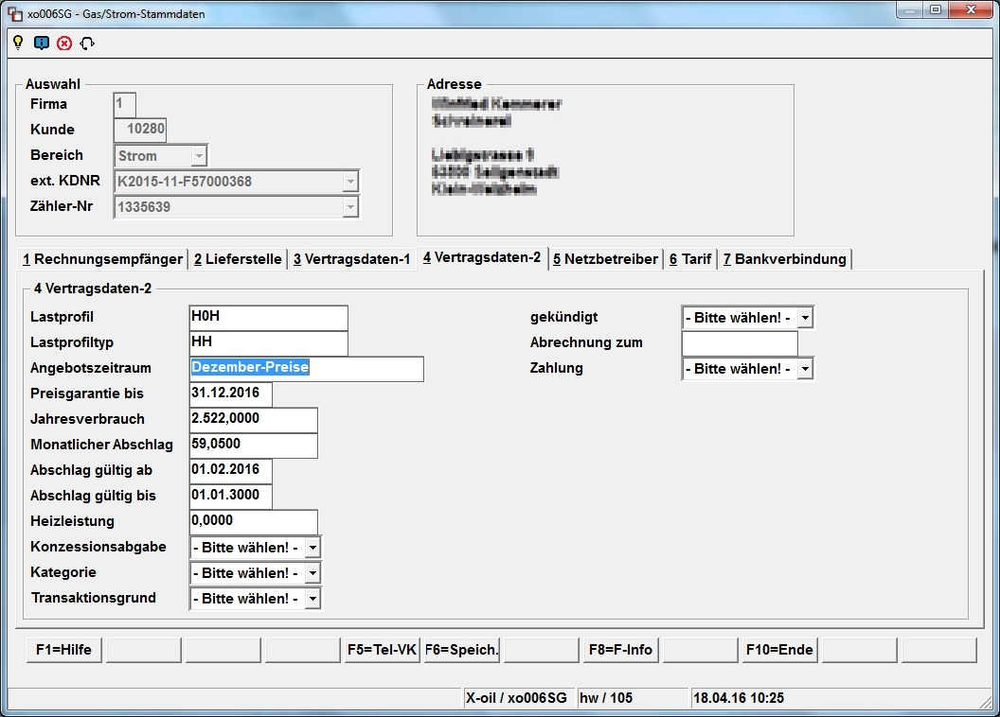 xo006SG - Gas/Strom-Stammdaten
Auswahl
Firma 1
Kunde 10280
Bereich Strom
ext. KDNR K2015-11-F57000368
Zähler-Nr 1335639
Adresse
1 Rechnungsempfänger 2 Lieferstelle 3 Vertragsdaten-1 4 Vertragsdaten-2 5 Netzbetreiber 6 Tarif 7 Bankverbindung
4 Vertragsdaten-2
Lastprofil H0H
Lastprofiltyp HH
Angebotszeitraum Dezember-Preise
Preisgarantie bis 31.12.2016
Jahresverbrauch 2.522,0000
Monatlicher Abschlag 59,0500
Abschlag gültig ab 01.02.2016
Abschlag gültig bis 01.01.3000
Heizleistung 0,0000
Konzessionsabgabe - Bitte wählen! -
Kategorie - Bitte wählen! -
Transaktionsgrund - Bitte wählen! -
gekündigt - Bitte wählen! -
Abrechnung zum
Zahlung - Bitte wählen! -
F1=Hilfe F5=Tel-VK F6=Speich. F8=F-Info F10=Ende
X-oil / xo006SG hw / 105 18.04.16 10:25